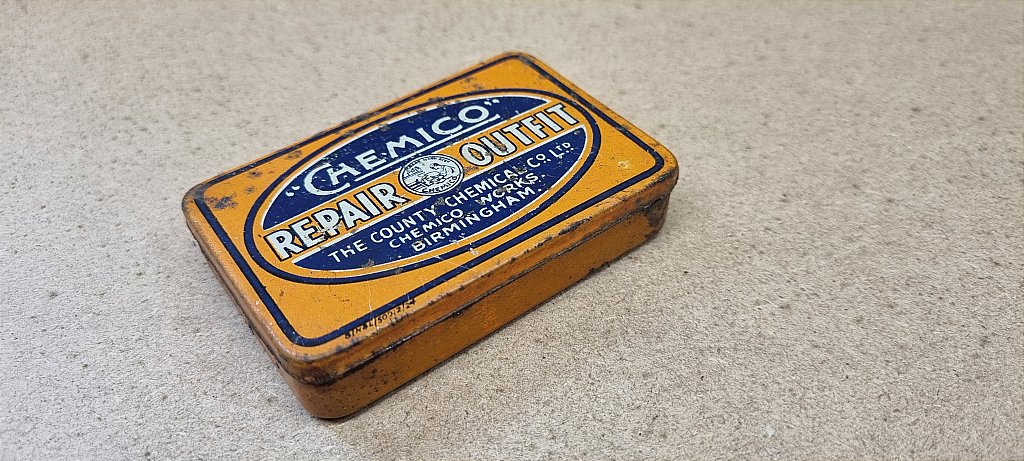 "CHEMICO"
REPAIR OUTFIT
THE COUNTY CHEMICAL CO. LTD.
CHEMICO WORKS.
BIRMINGHAM.